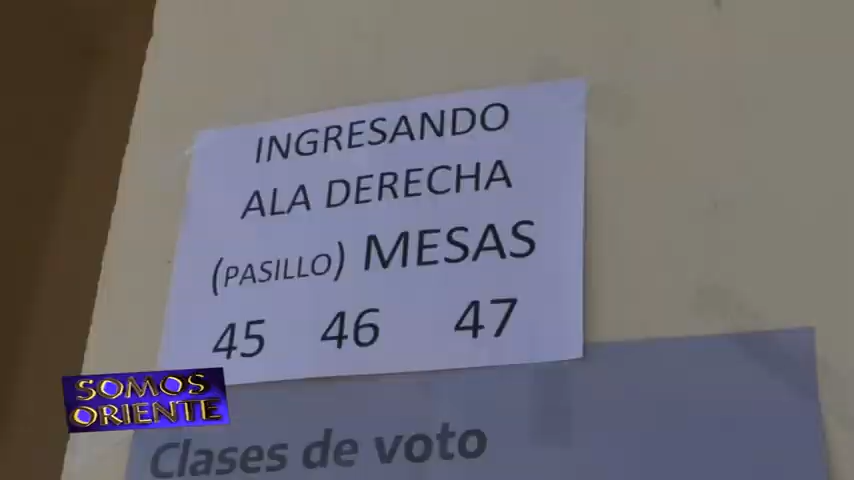 INGRESANDO
ALA DERECHA
(PASILLO) MESAS
45 46 47
SOMOS
ORIENTE
Clases de voto